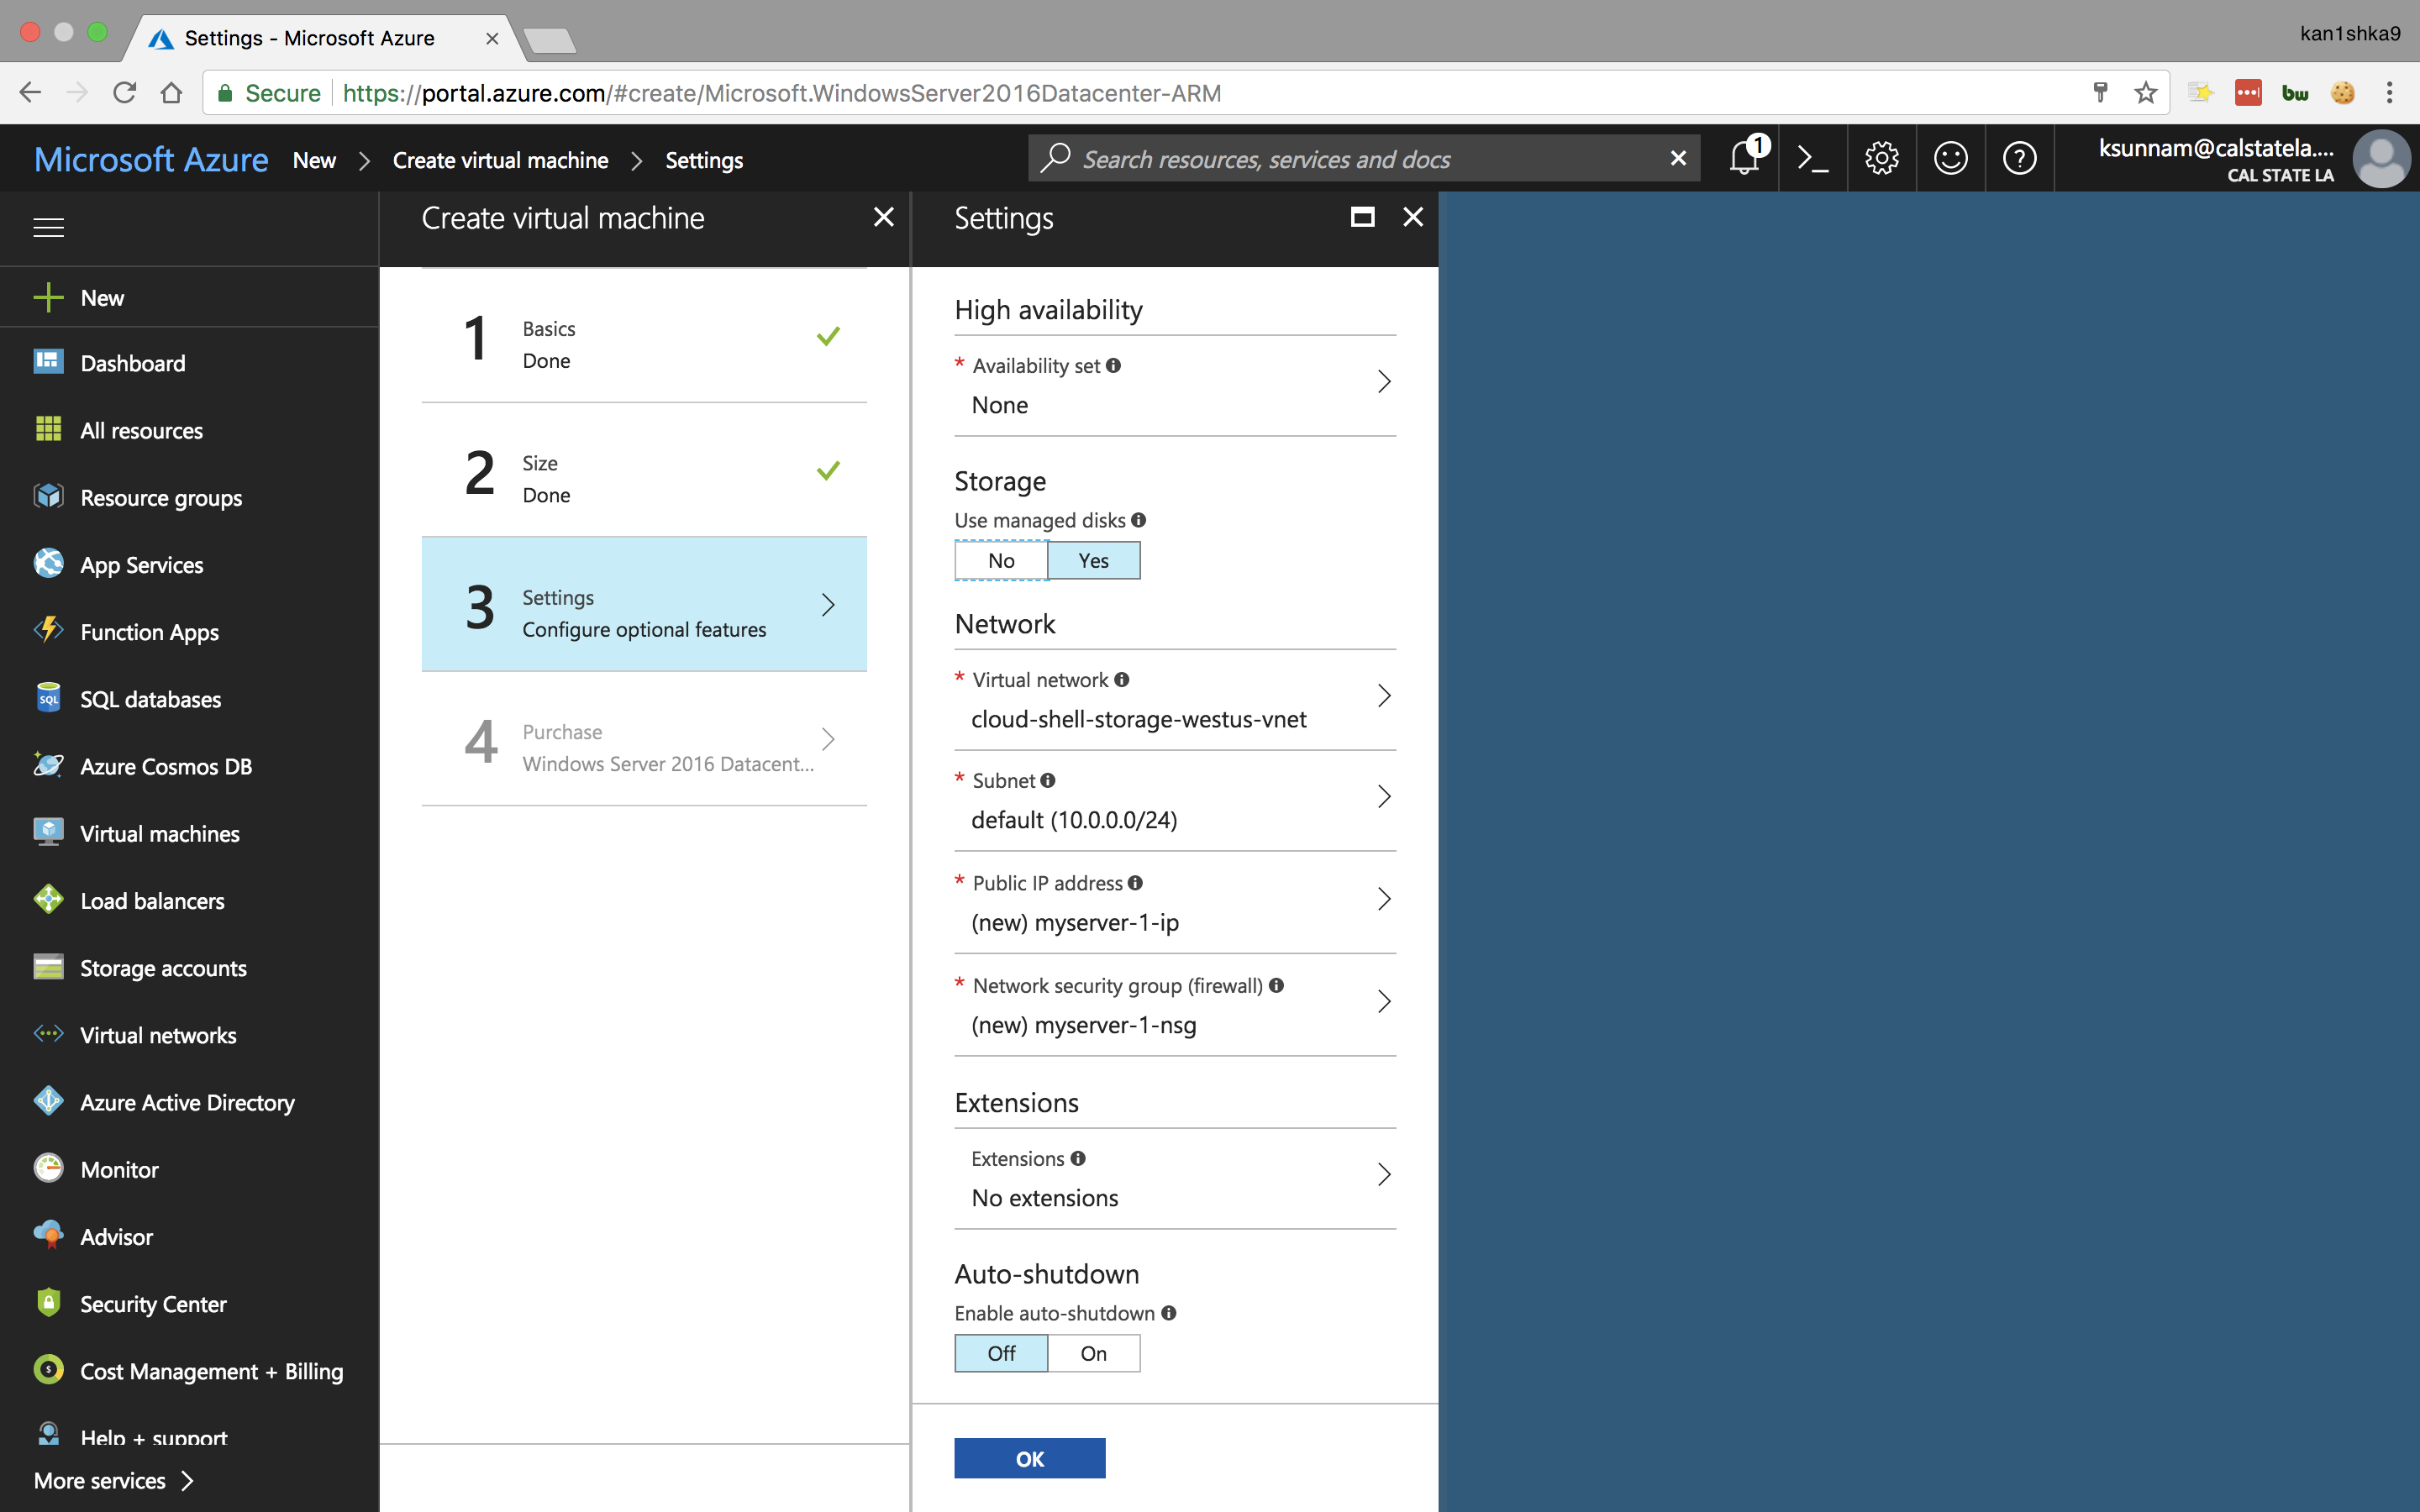 Settings - Microsoft Azure
kan1shka9
Secure https://portal.azure.com/#create/Microsoft.WindowsServer2016Datacenter-ARM
bw
Microsoft Azure New Create virtual machine Settings
Search resources, services and docs
1
ksunnam@calstatela....
CAL STATE LA
New
Dashboard
All resources
Resource groups
App Services
Function Apps
SQL
SQL databases
Azure Cosmos DB
Virtual machines
Load balancers
Storage accounts
Virtual networks
Azure Active Directory
Monitor
Advisor
Security Center
Cost Management + Billing
Help + support
More services
Create virtual machine
1 Basics
Done
2 Size
Done
3 Settings
Configure optional features
4 Purchase
Windows Server 2016 Datacent...
Settings
High availability
* Availability set
None
Storage
Use managed disks
No Yes
Network
* Virtual network
cloud-shell-storage-westus-vnet
* Subnet
default (10.0.0.0/24)
* Public IP address
(new) myserver-1-ip
* Network security group (firewall)
(new) myserver-1-nsg
Extensions
Extensions
No extensions
Auto-shutdown
Enable auto-shutdown
Off On
OK